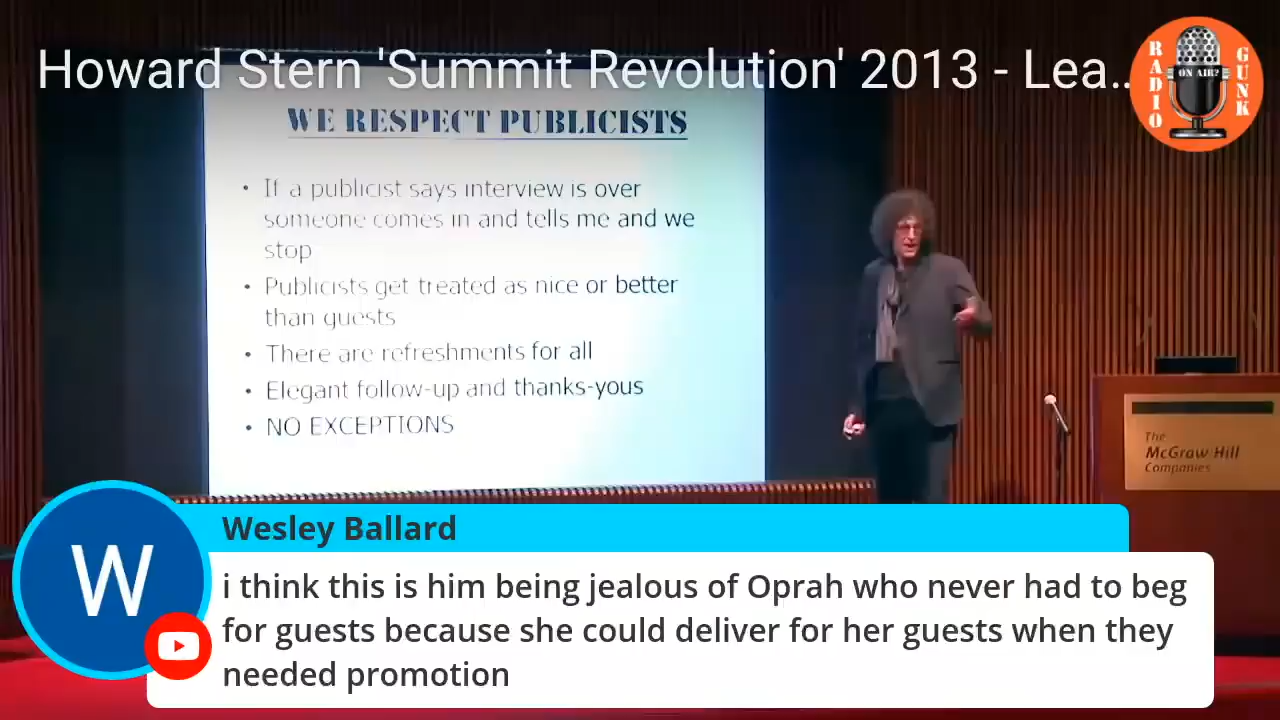 Howard Stern 'Summit Revolution' 2013 - Lea..
RADIO
ON AIR?
GUNK
WE RESPECT PUBLICISTS
• If a publicist says interview is over
someone comes in and tells me and we
stop
• Publicists get treated as nice or better
than guests
• There are refreshments for all
• Elegant follow-up and thanks-yous
• NO EXCEPTIONS
The
McGraw Hill
Companies
W
Wesley Ballard
i think this is him being jealous of Oprah who never had to beg
for guests because she could deliver for her guests when they
needed promotion